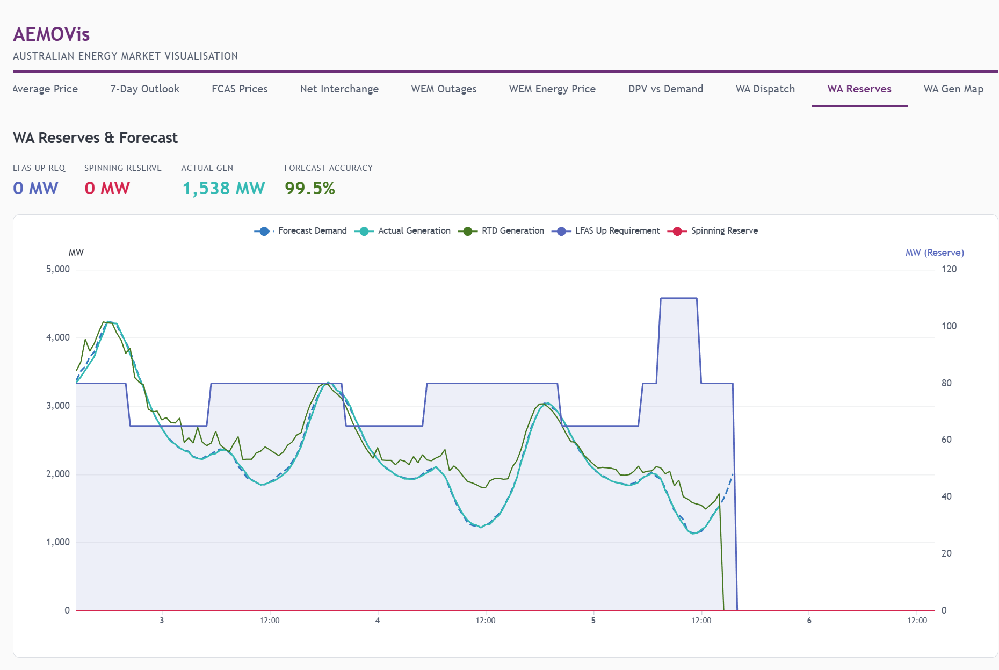 AEMOVis
AUSTRALIAN ENERGY MARKET VISUALISATION
Average Price 7-Day Outlook FCAS Prices Net Interchange WEM Outages WEM Energy Price DPV vs Demand WA Dispatch WA Reserves WA Gen Map
WA Reserves & Forecast
LFAS UP REQ SPINNING RESERVE ACTUAL GEN FORECAST ACCURACY
0 MW 0 MW 1,538 MW 99.5%
Forecast Demand Actual Generation RTD Generation LFAS Up Requirement Spinning Reserve
MW MW (Reserve)
5,000 120
4,000 100
3,000 80
2,000 60
1,000 40
0 20
0
3 12:00 4 12:00 5 12:00 6 12:00